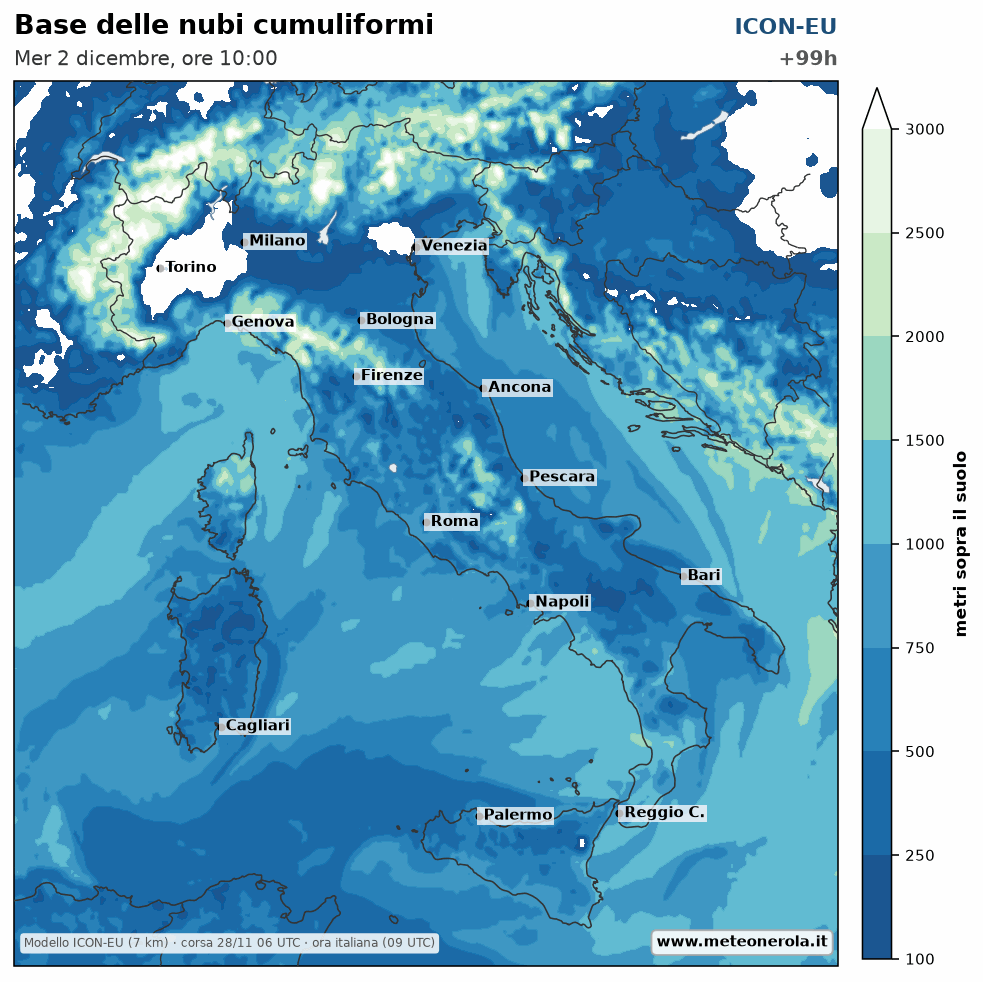 Base delle nubi cumuliformi
ICON-EU
Mer 2 dicembre, ore 10:00
+99h
3000
2500
2000
1500
1000
750
500
250
100
metri sopra il suolo
Milano
Venezia
Torino
Genova
Bologna
Firenze
Ancona
Pescara
Roma
Bari
Napoli
Cagliari
Palermo
Reggio C.
Modello ICON-EU (7 km) · corsa 28/11 06 UTC · ora italiana (09 UTC)
www.meteonerola.it